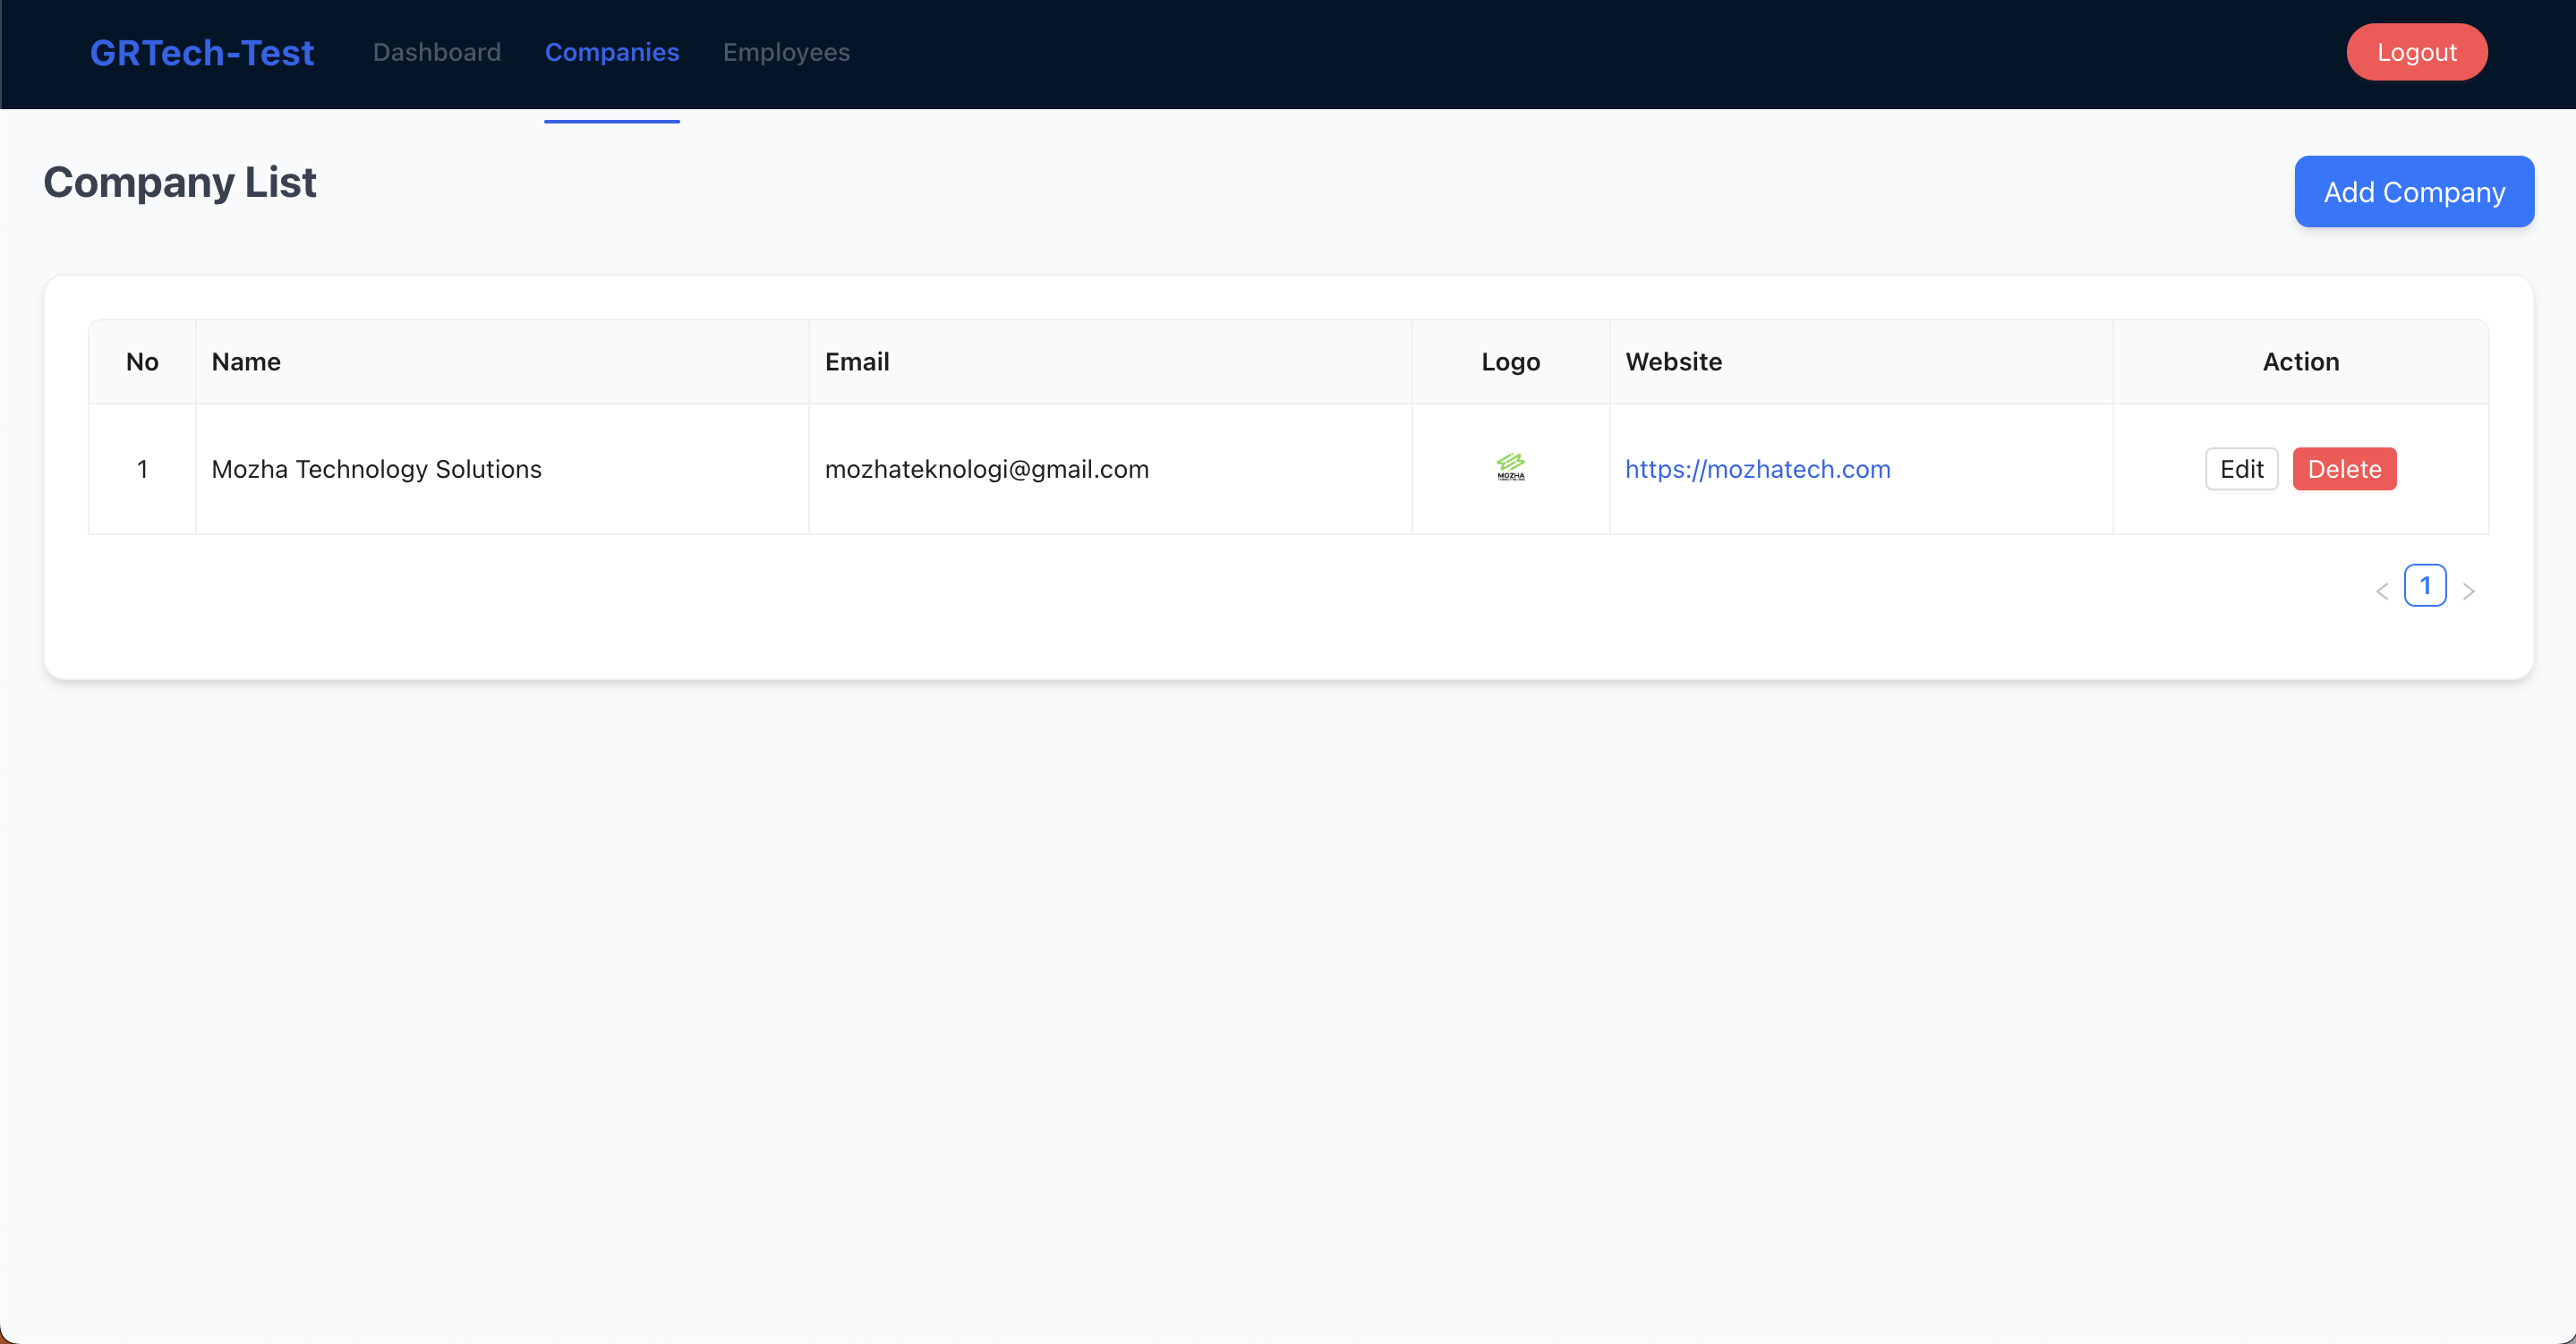 GRTech-Test Dashboard Companies Employees Logout
Company List Add Company
No Name Email Logo Website Action
1 Mozha Technology Solutions mozhateknologi@gmail.com MOZHA https://mozhatech.com Edit Delete
< 1 >